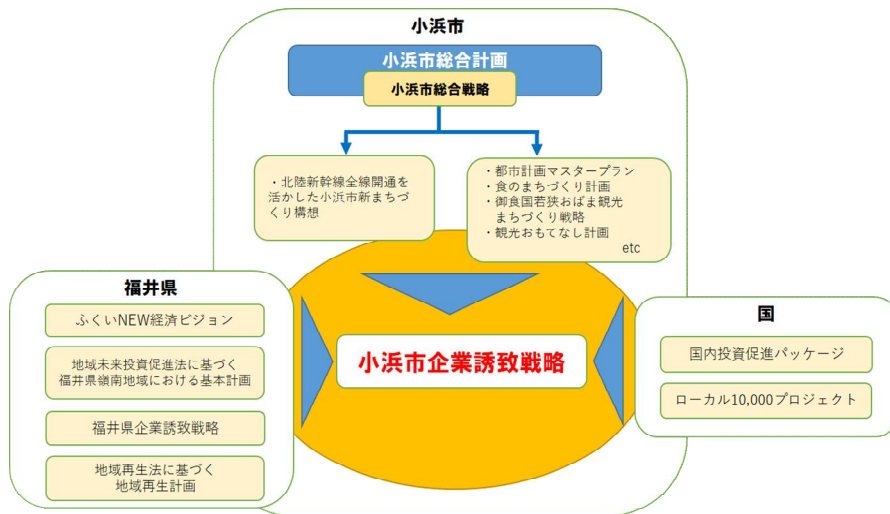 小浜市
小浜市総合計画
小浜市総合戦略
・北陸新幹線全線開通を
活かした小浜市新まちづ
くり構想
・都市計画マスタープラン
・食のまちづくり計画
・御食国若狭おばま観光
まちづくり戦略
・観光おもてなし計画
etc
福井県
ふくいNEW経済ビジョン
地域未来投資促進法に基づく
福井県嶺南地域における基本計画
福井県企業誘致戦略
地域再生法に基づく
地域再生計画
小浜市企業誘致戦略
国
国内投資促進パッケージ
ローカル10,000プロジェクト